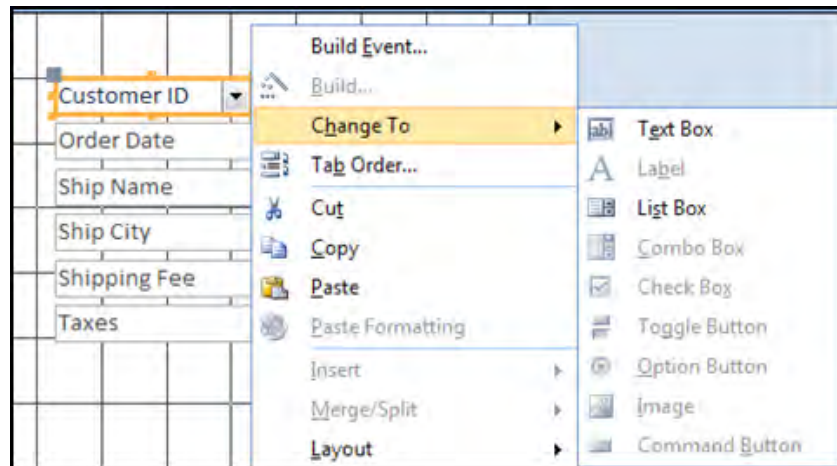 Customer ID
Order Date
Ship Name
Ship City
Shipping Fee
Taxes
Build Event...
Build...
Change To
Tab Order...
Cut
Copy
Paste
Paste Formatting
Insert
Merge/Split
Layout
Text Box
Label
List Box
Combo Box
Check Box
Toggle Button
Option Button
Image
Command Button